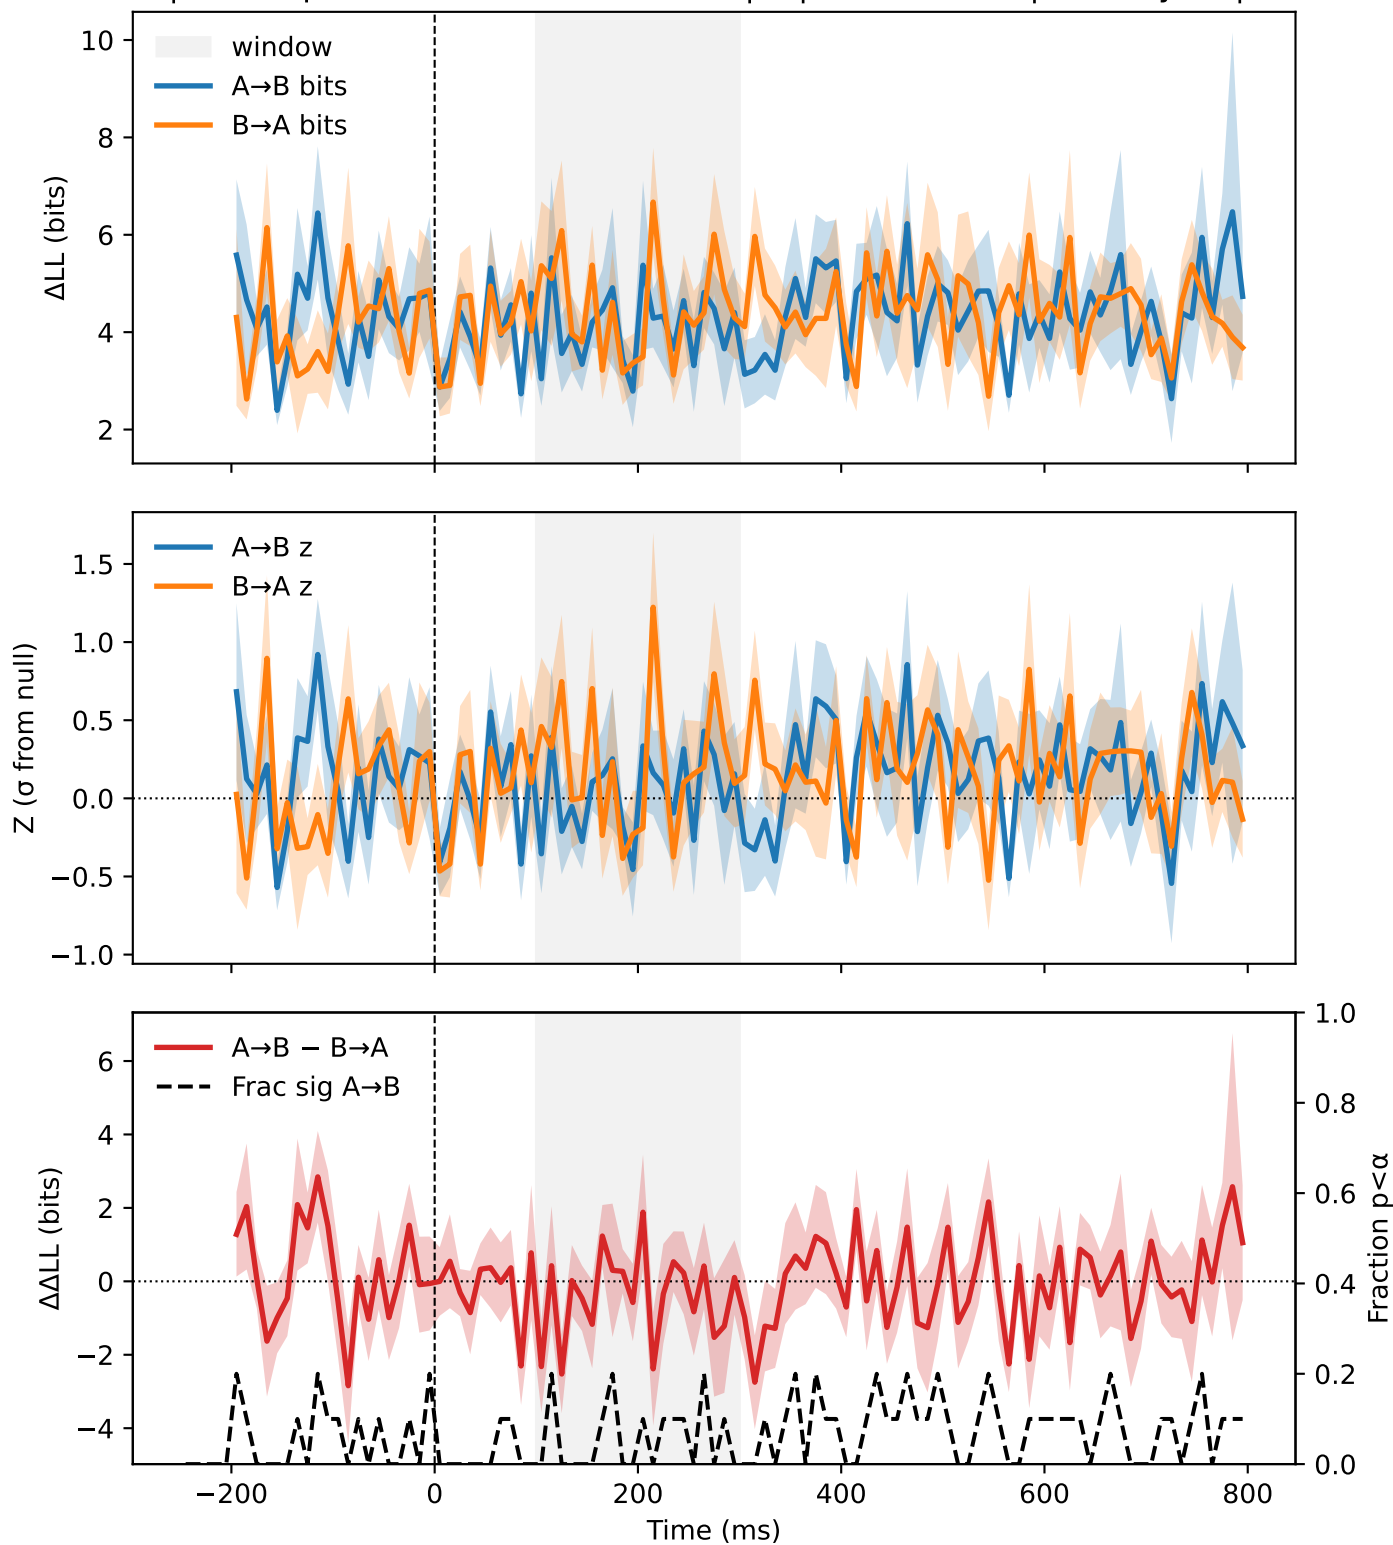 window
A→B bits
B→A bits
10
8
6
4
2
ΔLL (bits)
A→B z
B→A z
1.5
1.0
0.5
0.0
−0.5
−1.0
Z (σ from null)
A→B − B→A
Frac sig A→B
6
4
2
0
−2
−4
ΔΔLL (bits)
1.0
0.8
0.6
0.4
0.2
0.0
Fraction p<α
−200
0
200
400
600
800
Time (ms)